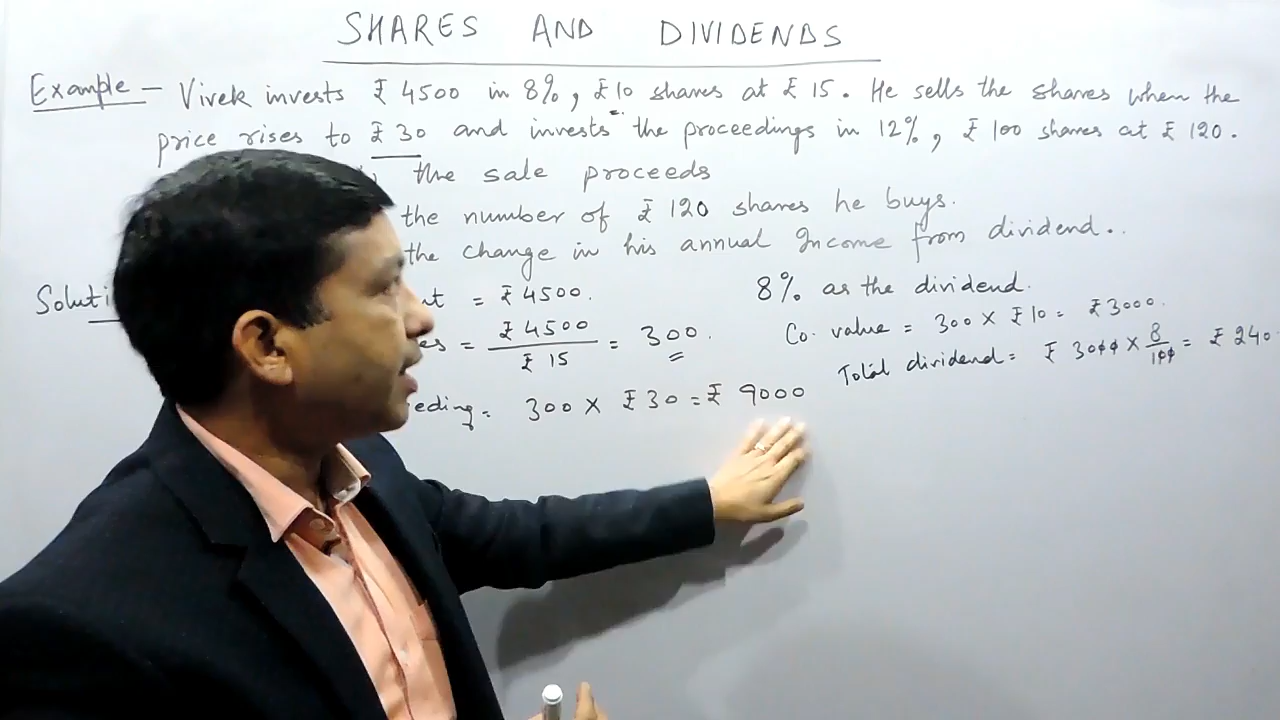 SHARES AND DIVIDENDS
Example - Vivek invests ₹ 4500 in 8%, ₹10 shares at ₹ 15. He sells the shares when the
price rises to ₹ 30 and invests the proceedings in 12%, ₹ 100 shares at ₹ 120.
the sale proceeds
the number of ₹ 120 shares he buys.
the change in his annual Income from dividend..
Soluti
= ₹ 4500.
= ₹ 4500 / ₹ 15 = 300.
eding = 300 × ₹ 30 = ₹ 9000
8% as the dividend.
Co. value = 300 × ₹ 10 = ₹ 3000.
Total dividend = ₹ 3000 × 8/100 = ₹ 240